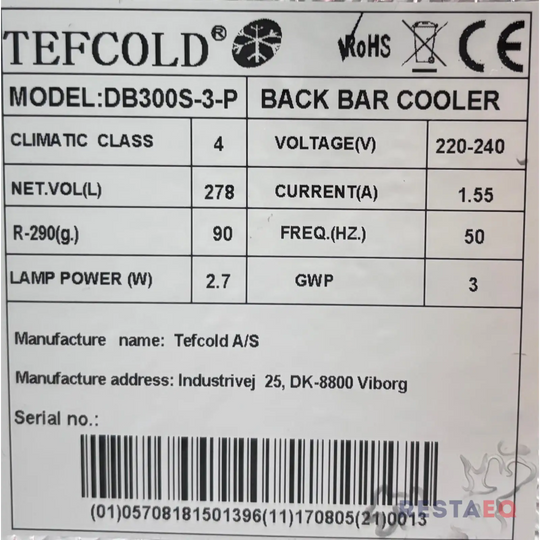 TEFCOLD® RoHS CE
MODEL:DB300S-3-P BACK BAR COOLER
CLIMATIC CLASS 4 VOLTAGE(V) 220-240
NET.VOL(L) 278 CURRENT(A) 1.55
R-290(g.) 90 FREQ.(HZ.) 50
LAMP POWER (W) 2.7 GWP 3
Manufacture name: Tefcold A/S
Manufacture address: Industrivej 25, DK-8800 Viborg
Serial no.:
(01)05708181501396(11)170805(21)0013
RESTAEQ